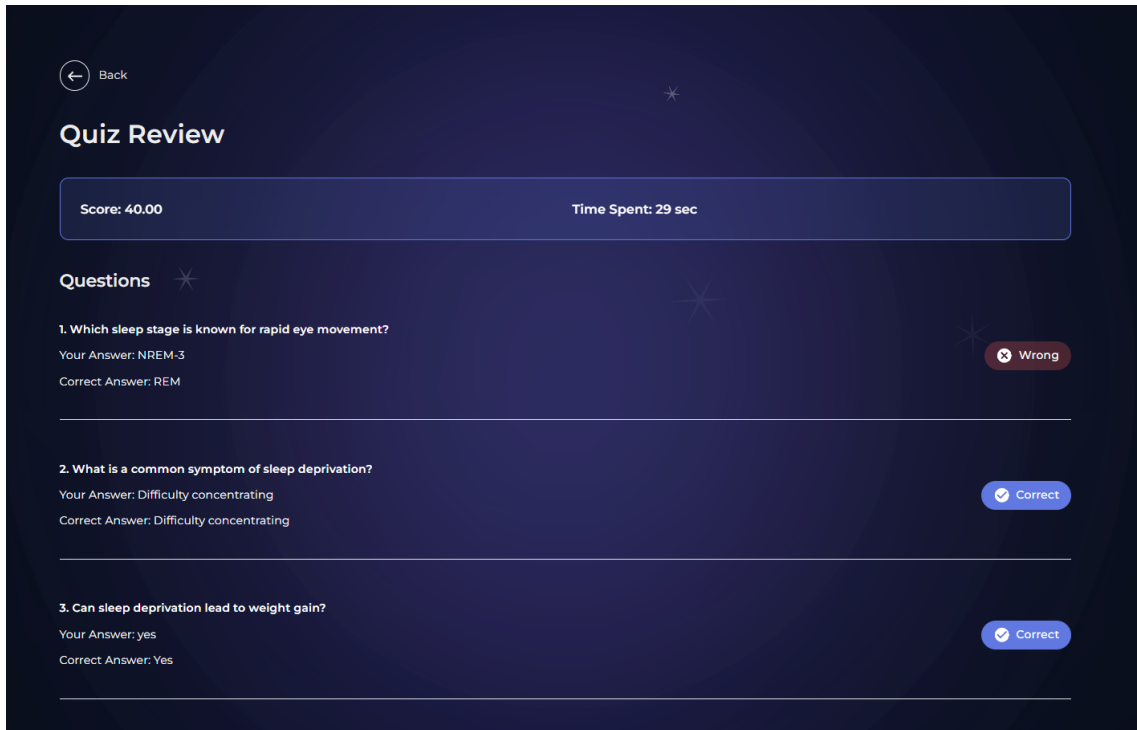 Back
Quiz Review
Score: 40.00
Time Spent: 29 sec
Questions
1. Which sleep stage is known for rapid eye movement?
Your Answer: NREM-3
Wrong
Correct Answer: REM
2. What is a common symptom of sleep deprivation?
Your Answer: Difficulty concentrating
Correct
Correct Answer: Difficulty concentrating
3. Can sleep deprivation lead to weight gain?
Your Answer: yes
Correct
Correct Answer: Yes